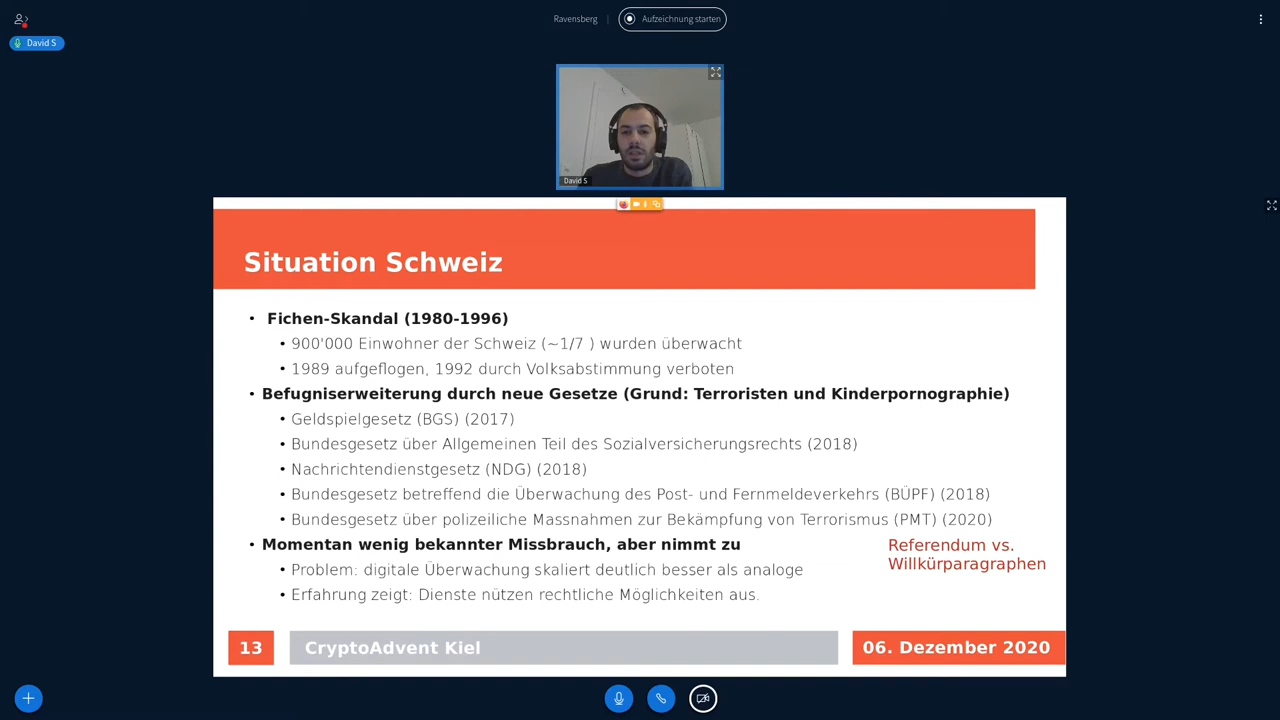 Ravensberg
Aufzeichnung starten
David S
David S
Situation Schweiz
• Fichen-Skandal (1980-1996)
• 900'000 Einwohner der Schweiz (~1/7 ) wurden überwacht
• 1989 aufgeflogen, 1992 durch Volksabstimmung verboten
• Befugniserweiterung durch neue Gesetze (Grund: Terroristen und Kinderpornographie)
• Geldspielgesetz (BGS) (2017)
• Bundesgesetz über Allgemeinen Teil des Sozialversicherungsrechts (2018)
• Nachrichtendienstgesetz (NDG) (2018)
• Bundesgesetz betreffend die Überwachung des Post- und Fernmeldeverkehrs (BÜPF) (2018)
• Bundesgesetz über polizeiliche Massnahmen zur Bekämpfung von Terrorismus (PMT) (2020)
• Momentan wenig bekannter Missbrauch, aber nimmt zu
Referendum vs.
Willkürparagraphen
• Problem: digitale Überwachung skaliert deutlich besser als analoge
• Erfahrung zeigt: Dienste nützen rechtliche Möglichkeiten aus.
13
CryptoAdvent Kiel
06. Dezember 2020